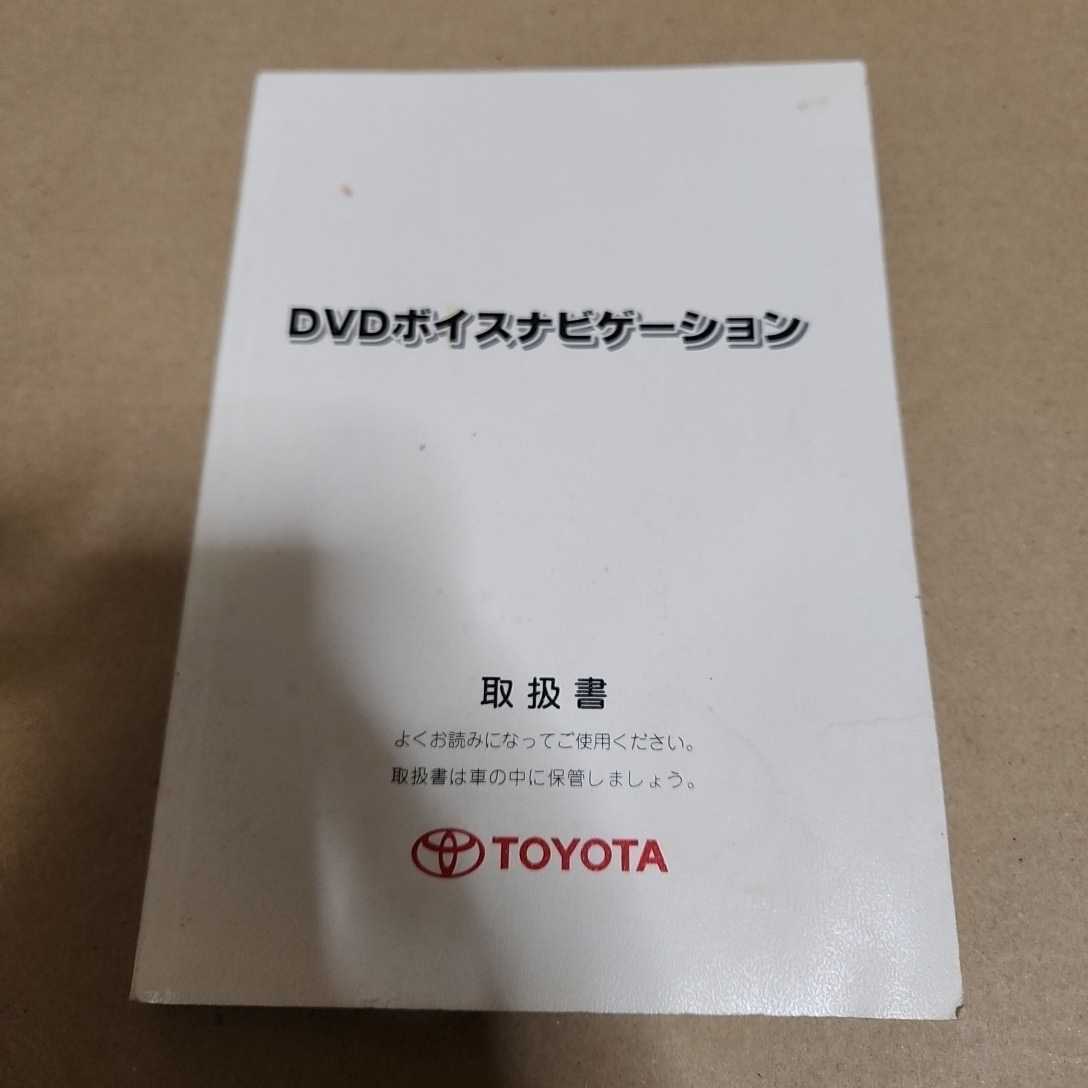 DVDボイスナビゲーション
取扱書
よくお読みになってご使用ください。
取扱書は車の中に保管しましょう。
TOYOTA